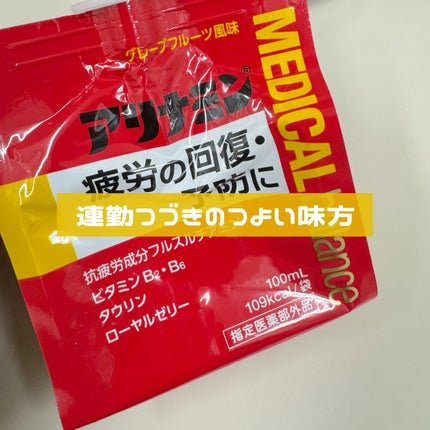 グレープフルーツ風味
アリナミン
MEDICAL
疲労の回復・
予防に
連勤つづきのつよい味方
抗疲労成分フルスルチアミン
ビタミンB2・B6
タウリン
ローヤルゼリー
100mL
109kcal/袋
指定医薬部外品